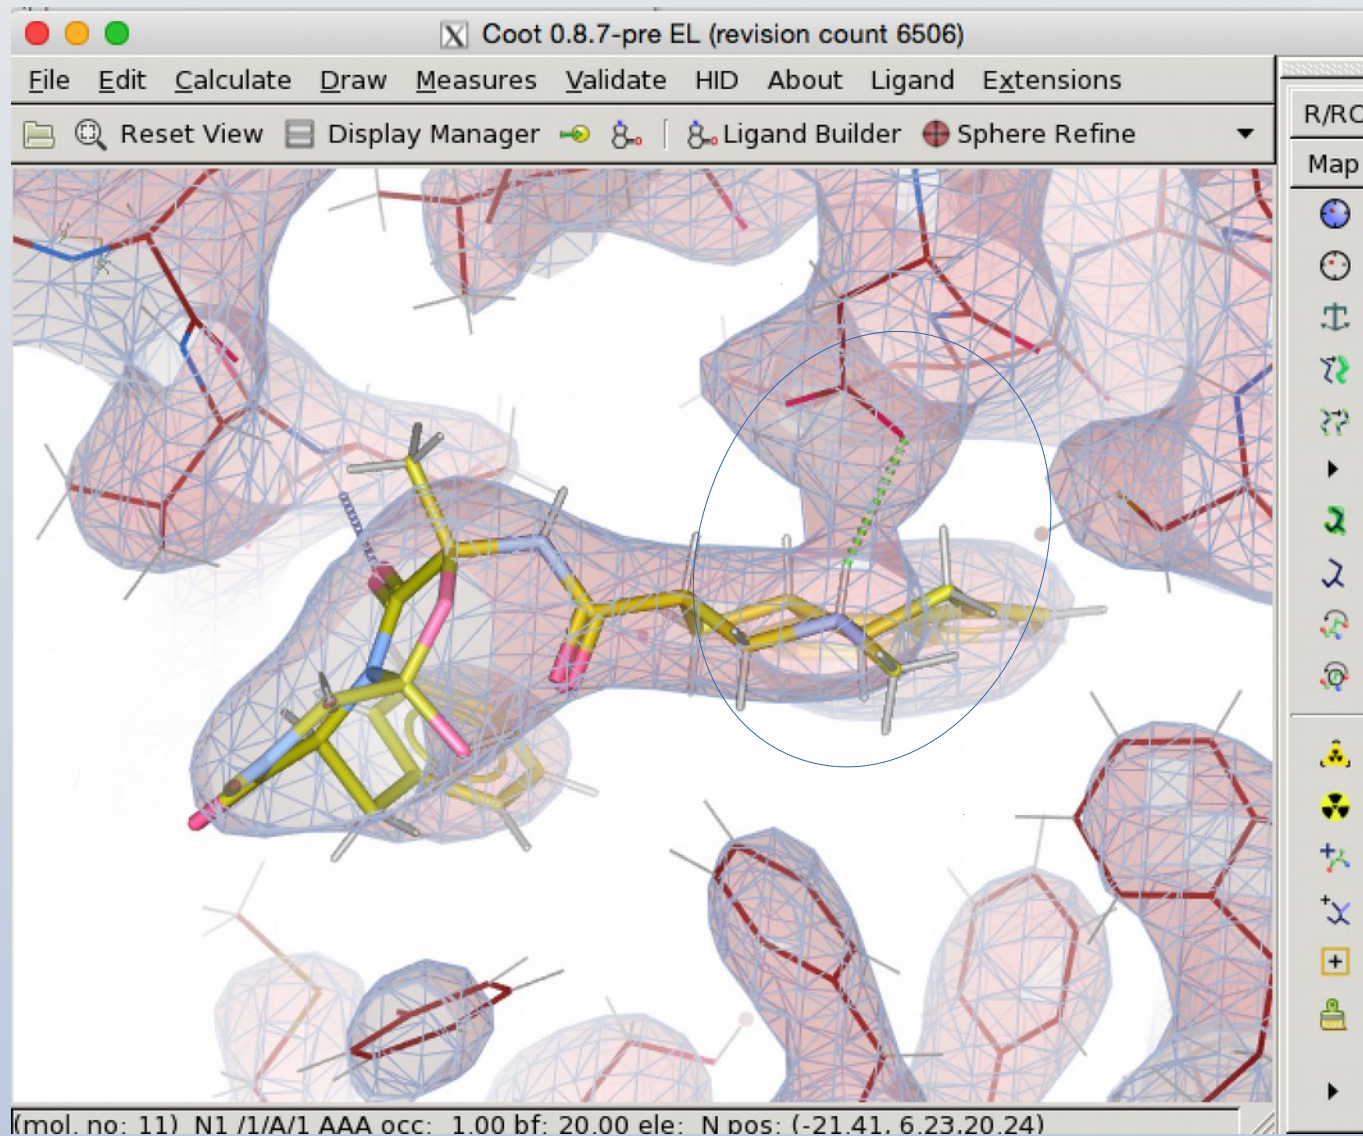 Coot 0.8.7-pre EL (revision count 6506)
File Edit Calculate Draw Measures Validate HID About Ligand Extensions
R/RC
Reset View Display Manager Ligand Builder Sphere Refine
Map
(mol. no: 11) N1 /1/A/1 AAA occ: 1.00 bf: 20.00 ele: N pos: (-21.41, 6.23,20.24)